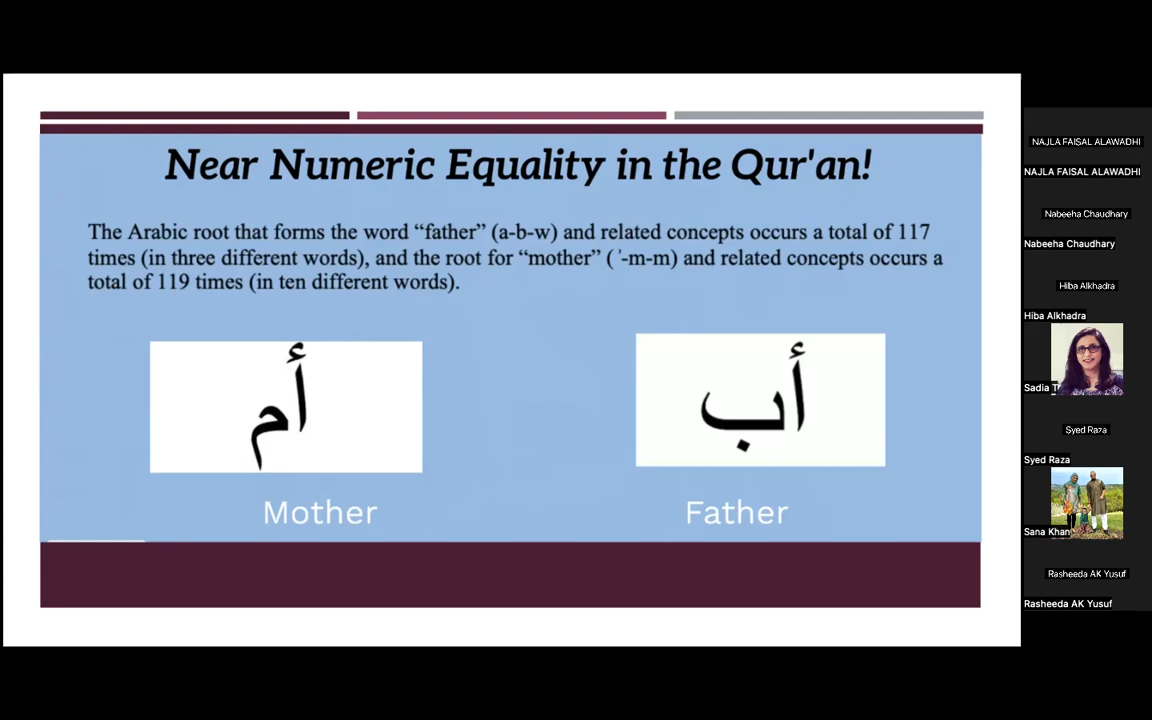 Near Numeric Equality in the Qur'an!
The Arabic root that forms the word “father” (a-b-w) and related concepts occurs a total of 117
times (in three different words), and the root for “mother” ( ʾ-m-m) and related concepts occurs a
total of 119 times (in ten different words).
أم
أب
Mother
Father
NAJLA FAISAL ALAWADHI
NAJLA FAISAL ALAWADHI
Nabeeha Chaudhary
Nabeeha Chaudhary
Hiba Alkhadra
Hiba Alkhadra
Sadia T
Syed Raza
Syed Raza
Sana Khan
Rasheeda AK Yusuf
Rasheeda AK Yusuf